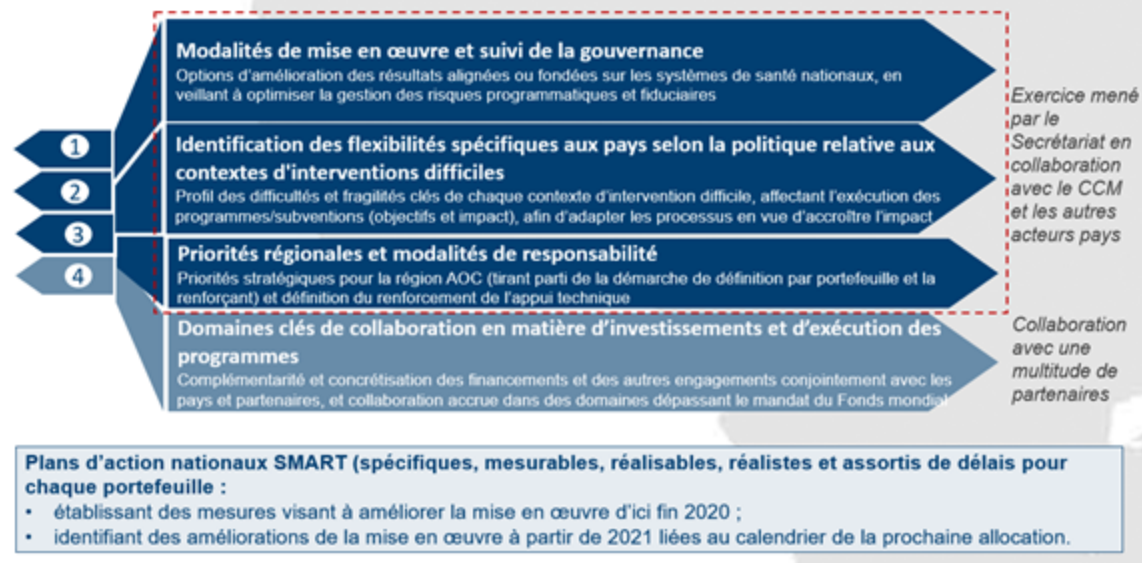 Modalités de mise en œuvre et suivi de la gouvernance
Options d'amélioration des résultats alignées ou fondées sur les systèmes de santé nationaux, en
veillant à optimiser la gestion des risques programmatiques et fiduciaires
Identification des flexibilités spécifiques aux pays selon la politique relative aux
contextes d'interventions difficiles
Profil des difficultés et fragilités clés de chaque contexte d'intervention difficile, affectant l'exécution des
programmes/subventions (objectifs et impact), afin d'adapter les processus en vue d'accroître l'impact
Priorités régionales et modalités de responsabilité
Priorités stratégiques pour la région AOC (tirant parti de la démarche de définition par portefeuille et la
renforçant) et définition du renforcement de l'appui technique
Domaines clés de collaboration en matière d'investissements et d'exécution des
programmes
Complémentarité et concrétisation des financements et des autres engagements conjointement avec les
pays et partenaires, et collaboration accrue dans des domaines dépassant le mandat du Fonds mondial
1
2
3
4
Exercice mené
par le
Secrétariat en
collaboration
avec le CCM
et les autres
acteurs pays
Collaboration
avec une
multitude de
partenaires
Plans d'action nationaux SMART (spécifiques, mesurables, réalisables, réalistes et assortis de délais pour
chaque portefeuille :
• établissant des mesures visant à améliorer la mise en œuvre d'ici fin 2020 ;
• identifiant des améliorations de la mise en œuvre à partir de 2021 liées au calendrier de la prochaine allocation.